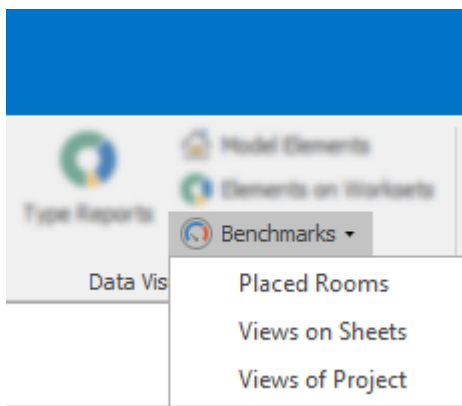 Model Elements
Elements on Worksets
Type Reports
Benchmarks
Data Vis
Placed Rooms
Views on Sheets
Views of Project